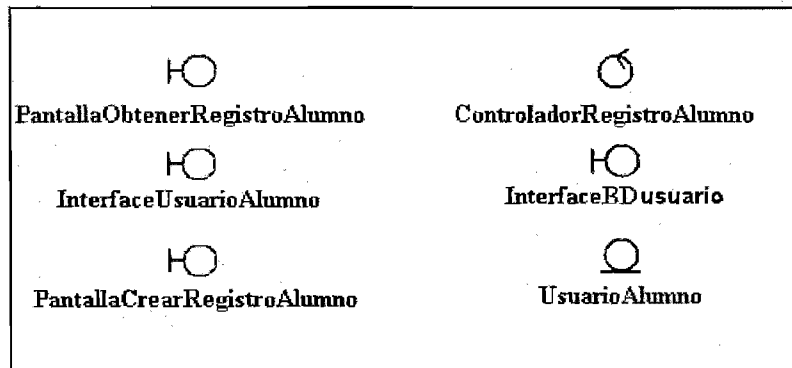 PantallaObtenerRegistroAlumno
ControladorRegistroAlumno
InterfaceUsuarioAlumno
InterfaceBDusuario
PantallaCrearRegistroAlumno
UsuarioAlumno